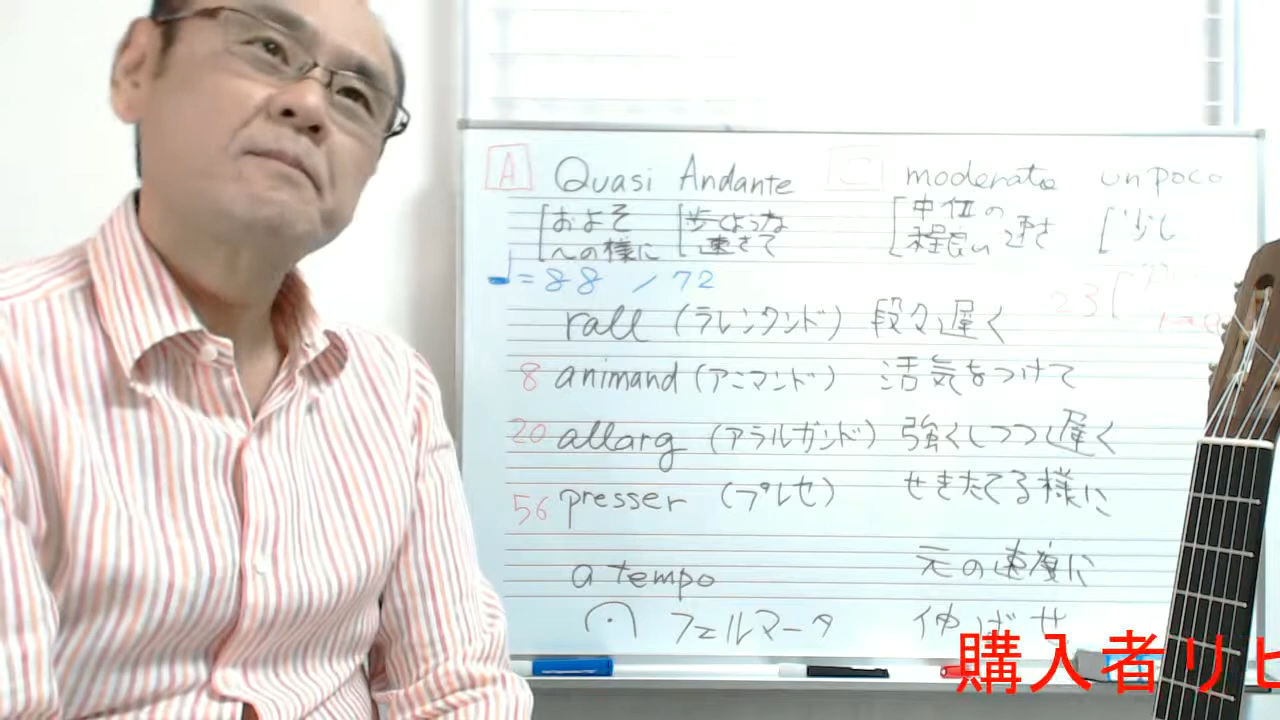 A Quasi Andante
C moderato un poco
[およそ [歩くような
への様に 速さで
[中位の
程良い 速さ
[少し
♩= 88 / 72
23 [
rall (ラレンタンド) 段々遅く
8 animand (アニマンド) 活気をつけて
20 allarg (アラルガンド) 強くしつつ遅く
56 presser (プレセ) せきたてる様に
a tempo 元の速度に
フェルマータ 伸ばせ
購入者リピ